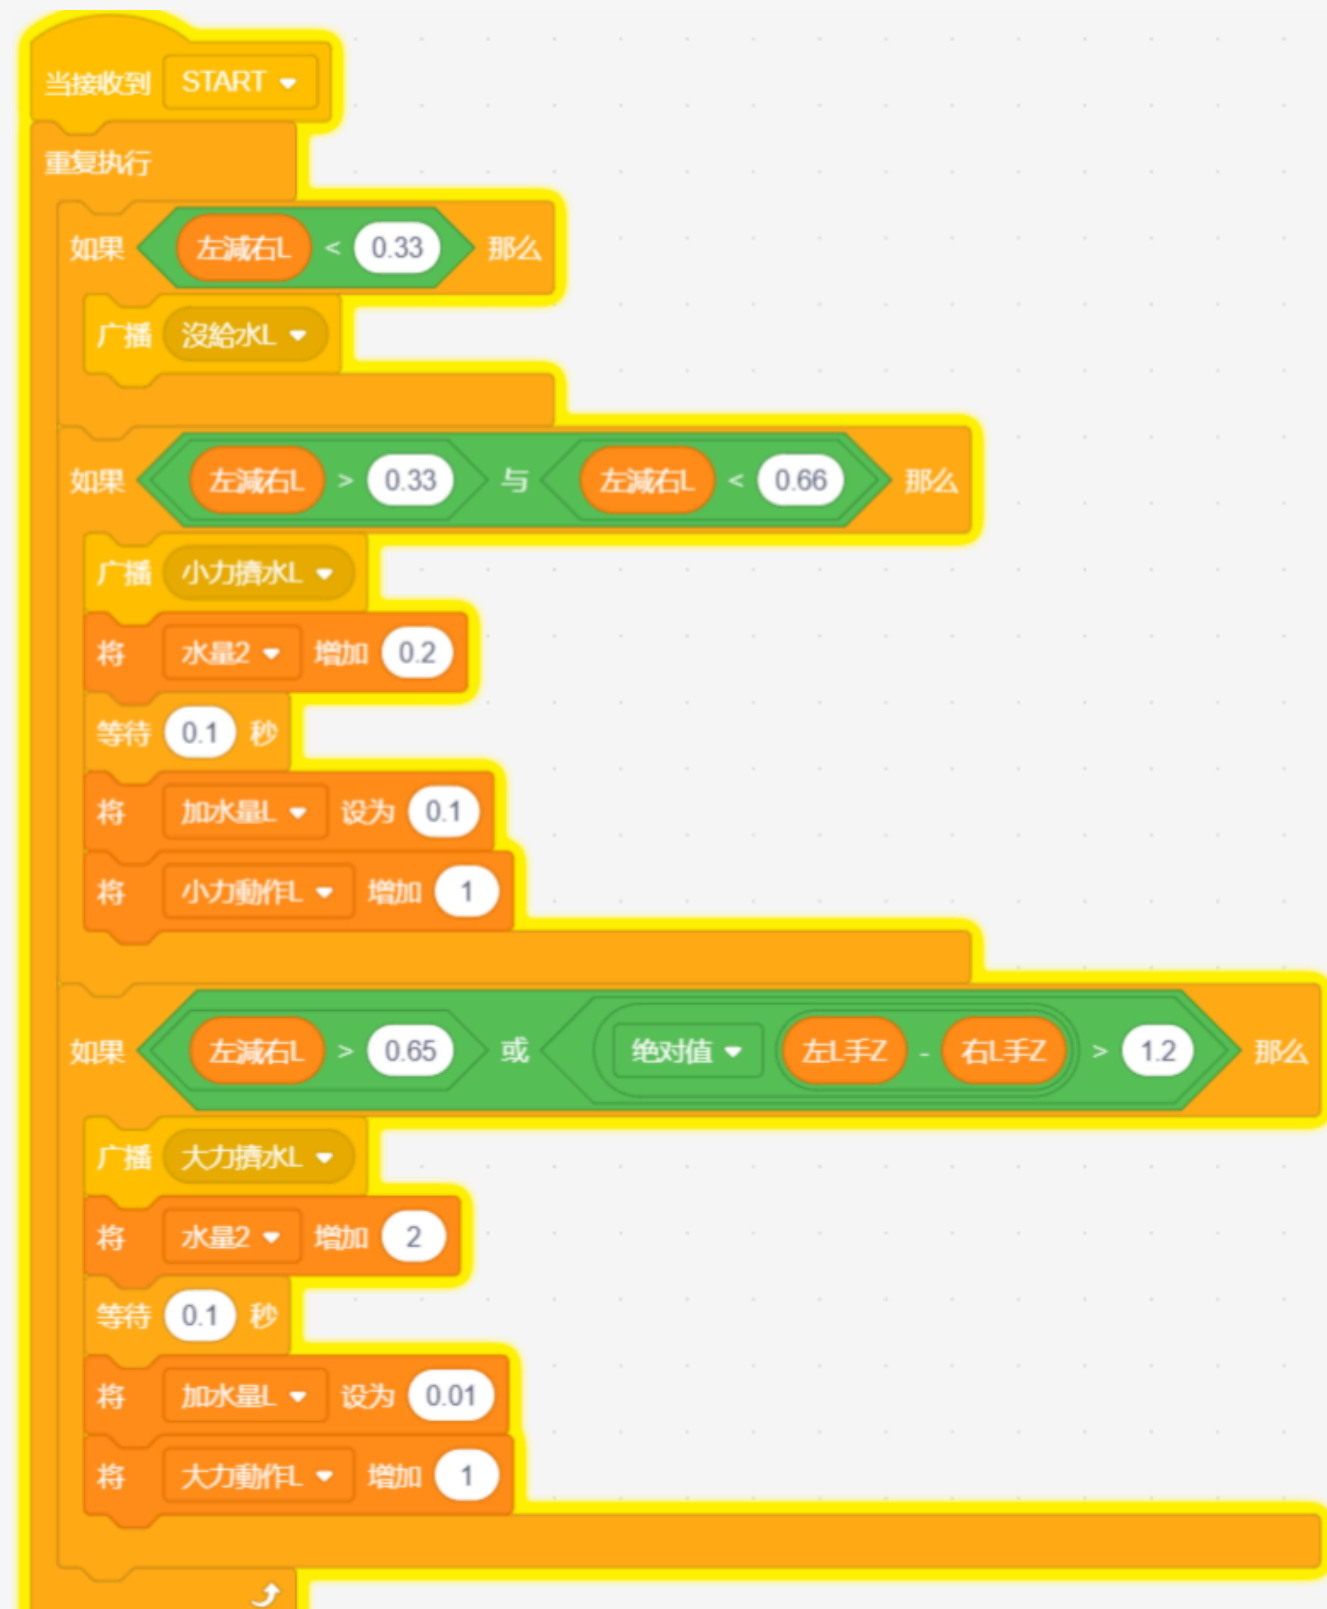 当接收到 START
重复执行
如果 左減右L < 0.33 那么
广播 沒給水L
如果 左減右L > 0.33 与 左減右L < 0.66 那么
广播 小力擠水L
将 水量2 增加 0.2
等待 0.1 秒
将 加水量L 设为 0.1
将 小力動作L 增加 1
如果 左減右L > 0.65 或 绝对值 左L手Z - 右L手Z > 1.2 那么
广播 大力擠水L
将 水量2 增加 2
等待 0.1 秒
将 加水量L 设为 0.01
将 大力動作L 增加 1